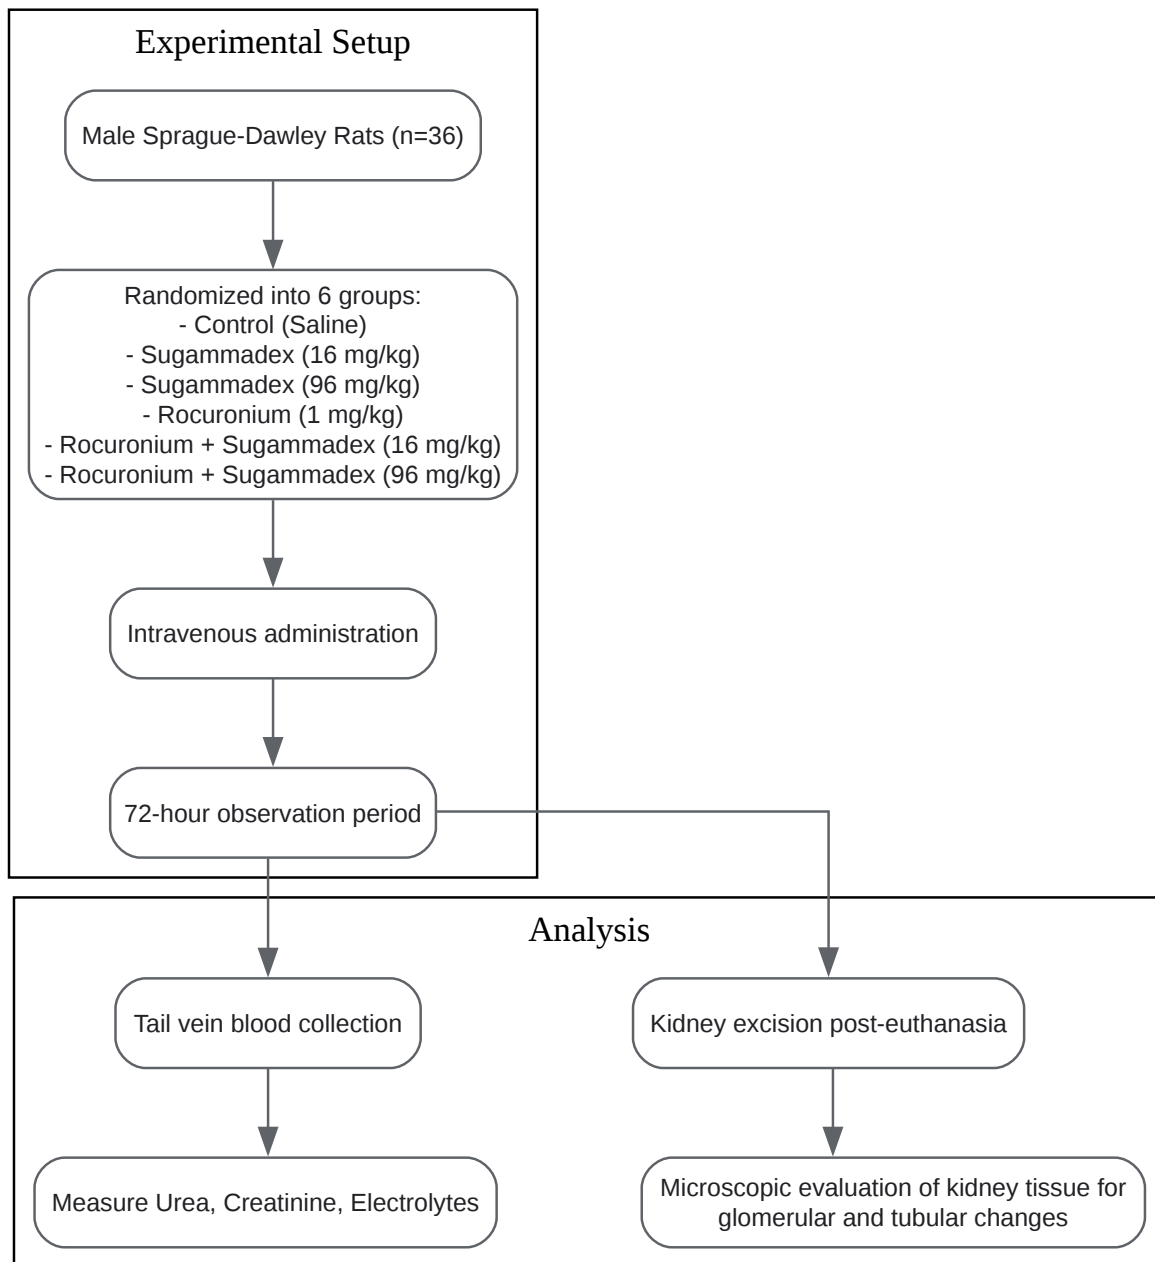 Experimental Setup
Male Sprague-Dawley Rats (n=36)
Randomized into 6 groups:
- Control (Saline)
- Sugammadex (16 mg/kg)
- Sugammadex (96 mg/kg)
- Rocuronium (1 mg/kg)
- Rocuronium + Sugammadex (16 mg/kg)
- Rocuronium + Sugammadex (96 mg/kg)
Intravenous administration
72-hour observation period
Analysis
Tail vein blood collection
Kidney excision post-euthanasia
Measure Urea, Creatinine, Electrolytes
Microscopic evaluation of kidney tissue for
glomerular and tubular changes